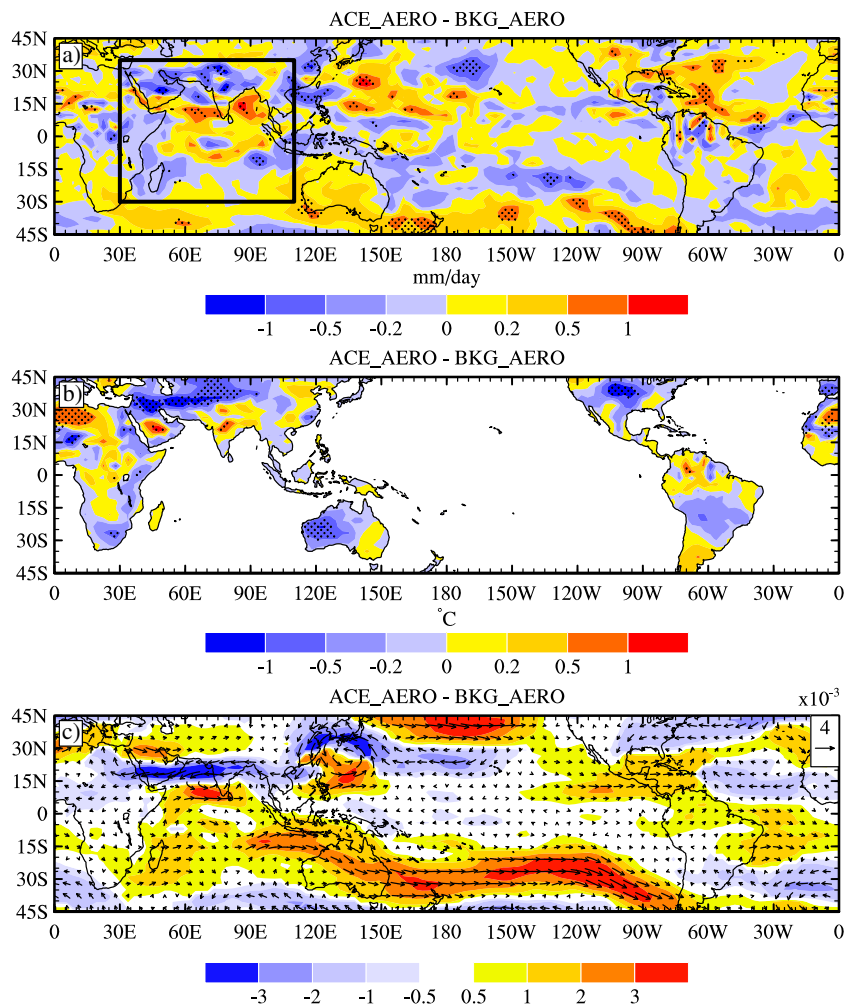 ACE_AERO - BKG_AERO
a)
45N
30N
15N
0
15S
30S
45S
0 30E 60E 90E 120E 150E 180 150W 120W 90W 60W 30W 0
mm/day
-1 -0.5 -0.2 0 0.2 0.5 1
ACE_AERO - BKG_AERO
b)
45N
30N
15N
0
15S
30S
45S
0 30E 60E 90E 120E 150E 180 150W 120W 90W 60W 30W 0
°C
-1 -0.5 -0.2 0 0.2 0.5 1
ACE_AERO - BKG_AERO x10⁻³
c) 4
45N
30N
15N
0
15S
30S
45S
0 30E 60E 90E 120E 150E 180 150W 120W 90W 60W 30W 0
-3 -2 -1 -0.5 0.5 1 2 3